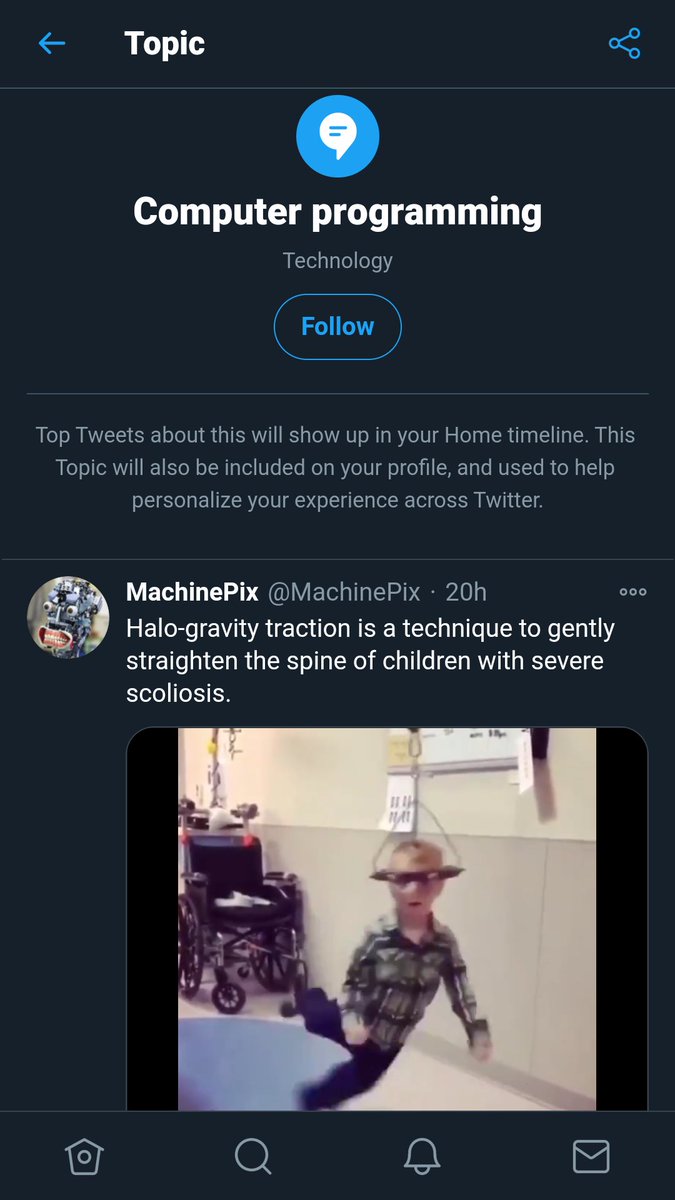 Topic
Computer programming
Technology
Follow
Top Tweets about this will show up in your Home timeline. This
Topic will also be included on your profile, and used to help
personalize your experience across Twitter.
MachinePix @MachinePix · 20h
Halo-gravity traction is a technique to gently
straighten the spine of children with severe
scoliosis.